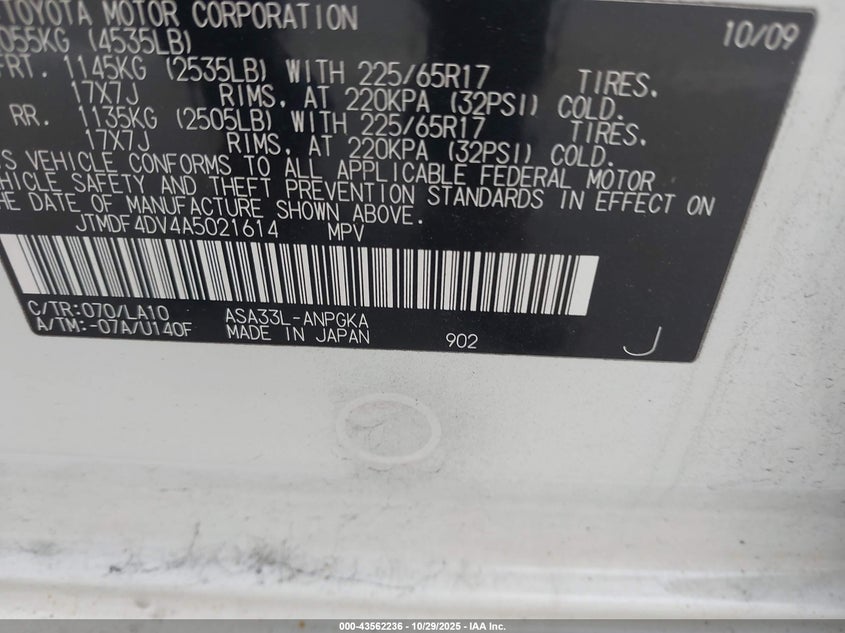 TOYOTA MOTOR CORPORATION 10/09
055KG (4535LB)
FRT. 1145KG (2535LB) WITH 225/65R17 TIRES.
17X7J RIMS, AT 220KPA (32PSI) COLD.
RR. 1135KG (2505LB) WITH 225/65R17 TIRES.
17X7J RIMS, AT 220KPA (32PSI) COLD.
S VEHICLE CONFORMS TO ALL APPLICABLE FEDERAL MOTOR
HICLE SAFETY AND THEFT PREVENTION STANDARDS IN EFFECT ON
HE DATE OF MANUFACTURE SHOWN ABOVE.
JTMDF4DV4A5021614 MPV
C/TR:070/LA10 ASA33L-ANPGKA
A/TM:-07A/U140F MADE IN JAPAN 902 J
000-43562236 - 10/29/2025 - IAA Inc.